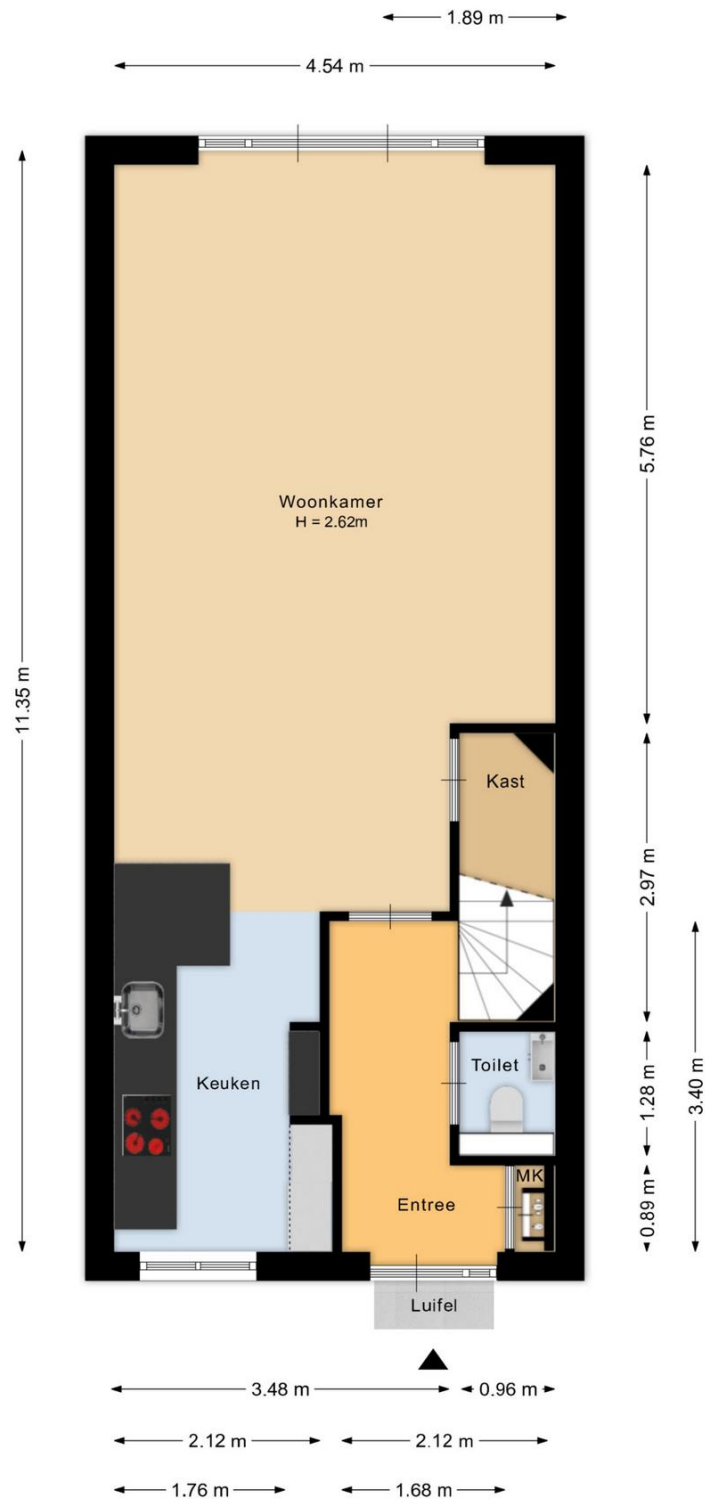 1.89 m
4.54 m
5.76 m
Woonkamer
H = 2.62m
11.35 m
Kast
2.97 m
Toilet
Keuken
1.28 m
3.40 m
MK
Entree
0.89 m
Luifel
3.48 m
0.96 m
2.12 m
2.12 m
1.76 m
1.68 m